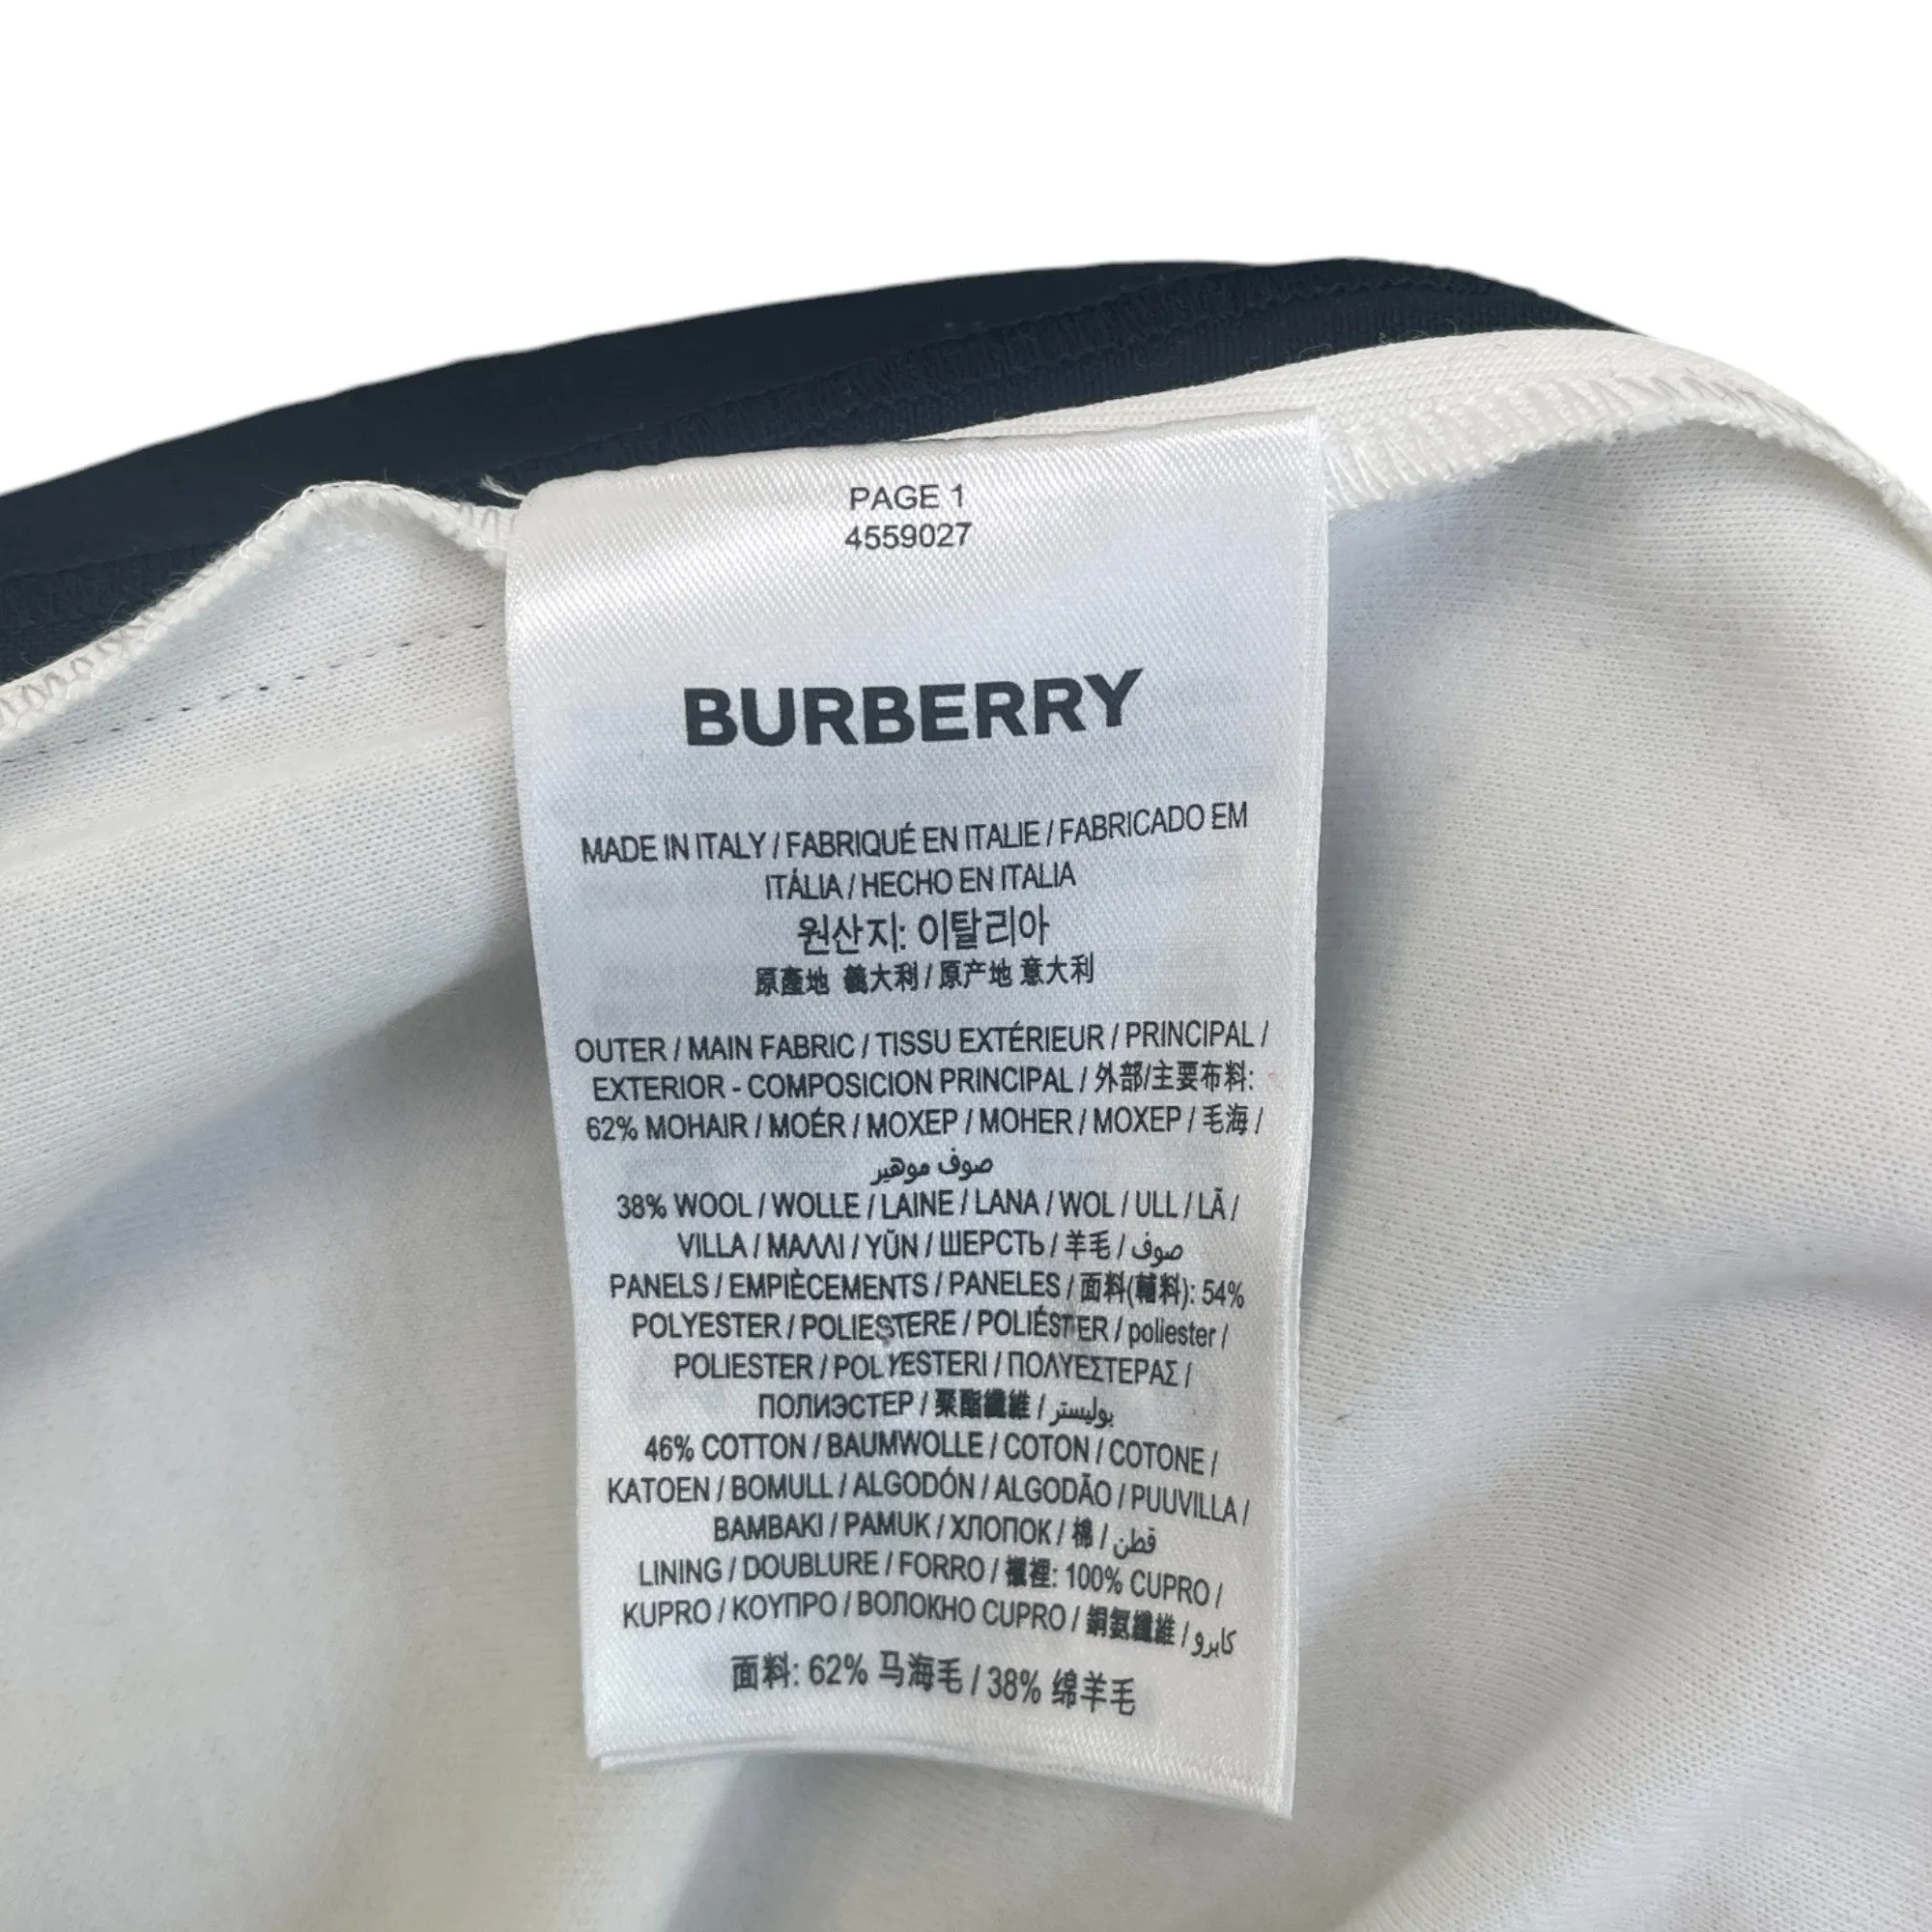 PAGE 1
4559027
BURBERRY
MADE IN ITALY / FABRIQUÉ EN ITALIE / FABRICADO EM
ITÁLIA / HECHO EN ITALIA
원산지: 이탈리아
原產地 義大利 / 原产地 意大利
OUTER / MAIN FABRIC / TISSU EXTÉRIEUR / PRINCIPAL /
EXTERIOR - COMPOSICION PRINCIPAL / 外部/主要布料:
62% MOHAIR / MOÉR / ΜΟΧΕΡ / MOHER / МОХЕР / 毛海 /
صوف موهير
38% WOOL / WOLLE / LAINE / LANA / WOL / ULL / LÃ /
VILLA / ΜΑΛΛΙ / YŨN / ШЕРСТЬ / 羊毛 / صوف
PANELS / EMPIÈCEMENTS / PANELES / 面料(輔料): 54%
POLYESTER / POLIESTERE / POLIÉSTER / poliester /
POLIESTER / POLYESTERI / ΠΟΛΥΕΣΤΕΡΑΣ /
ПОЛИЭСТЕР / 聚酯纖維 / بوليستر
46% COTTON / BAUMWOLLE / COTON / COTONE /
KATOEN / BOMULL / ALGODÓN / ALGODÃO / PUUVILLA /
BAMBAKI / PAMUK / ХЛОПОК / 棉 / قطن
LINING / DOUBLURE / FORRO / 襯裡: 100% CUPRO /
KUPRO / ΚΟΥΠΡΟ / ВОЛОКНО CUPRO / 銅氨纖維 / كابرو
面料: 62% 马海毛 / 38% 绵羊毛